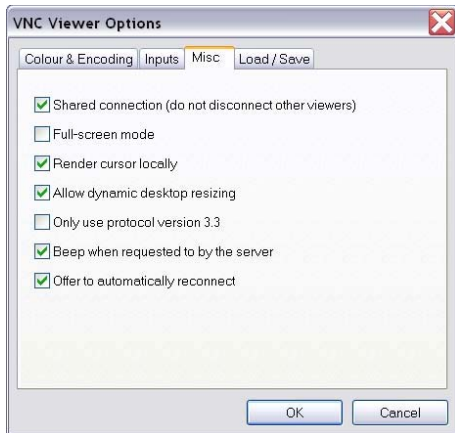 VNC Viewer Options
Colour & Encoding Inputs Misc Load / Save
Shared connection (do not disconnect other viewers)
Full-screen mode
Render cursor locally
Allow dynamic desktop resizing
Only use protocol version 3.3
Beep when requested to by the server
Offer to automatically reconnect
OK Cancel